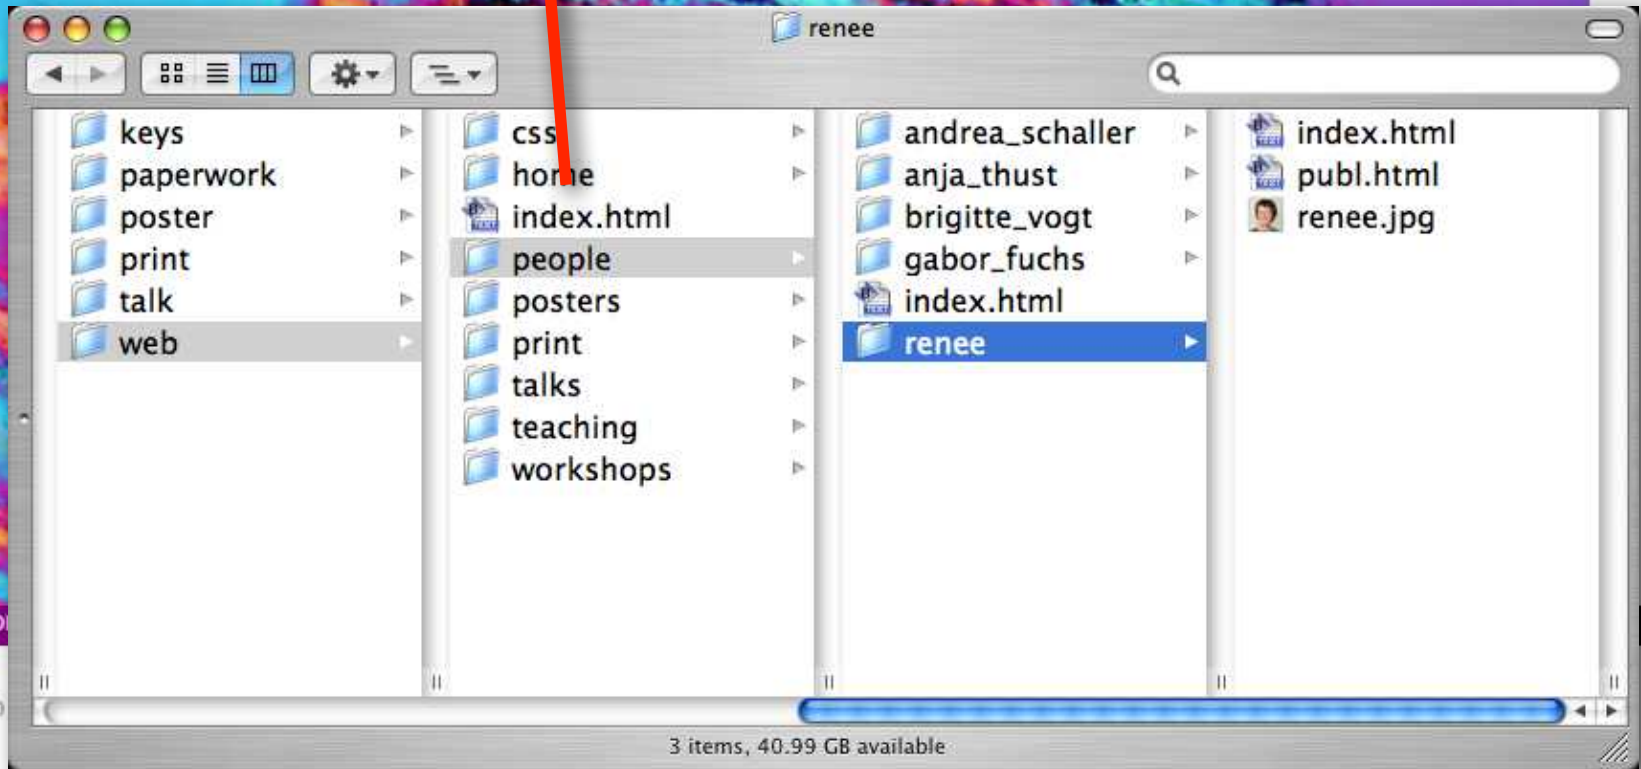 renee
keys
paperwork
poster
print
talk
web
css
home
index.html
people
posters
print
talks
teaching
workshops
andrea_schaller
anja_thust
brigitte_vogt
gabor_fuchs
index.html
renee
index.html
publ.html
renee.jpg
3 items, 40.99 GB available